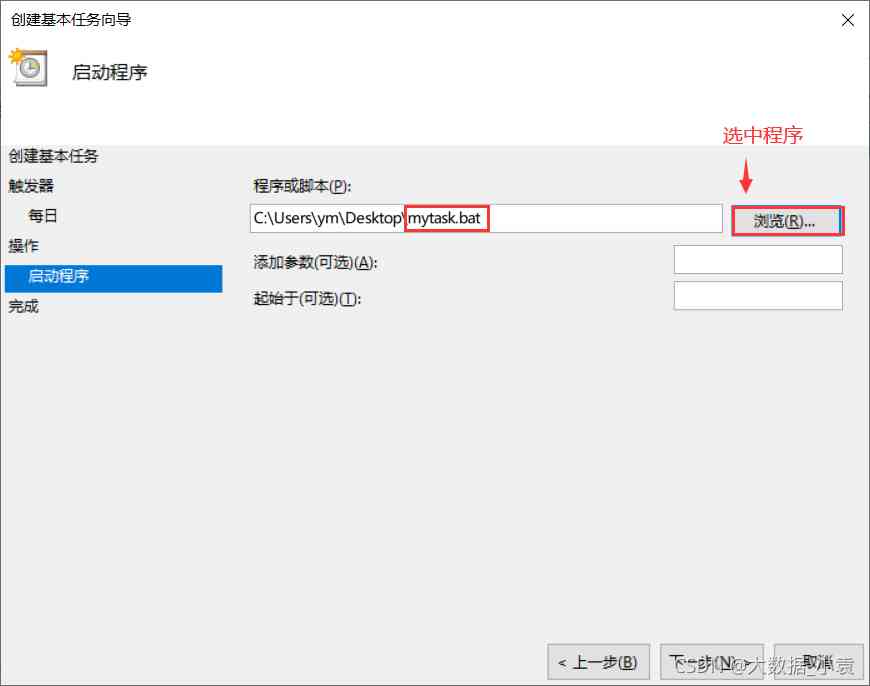 创建基本任务向导
启动程序
选中程序
创建基本任务
触发器
程序或脚本(P):
每日
C:\Users\ym\Desktop\mytask.bat
浏览(R)...
操作
添加参数(可选)(A):
启动程序
起始于(可选)(T):
完成
< 上一步(B)
下一步(N) >
取消
CSDN @大数据_小袁